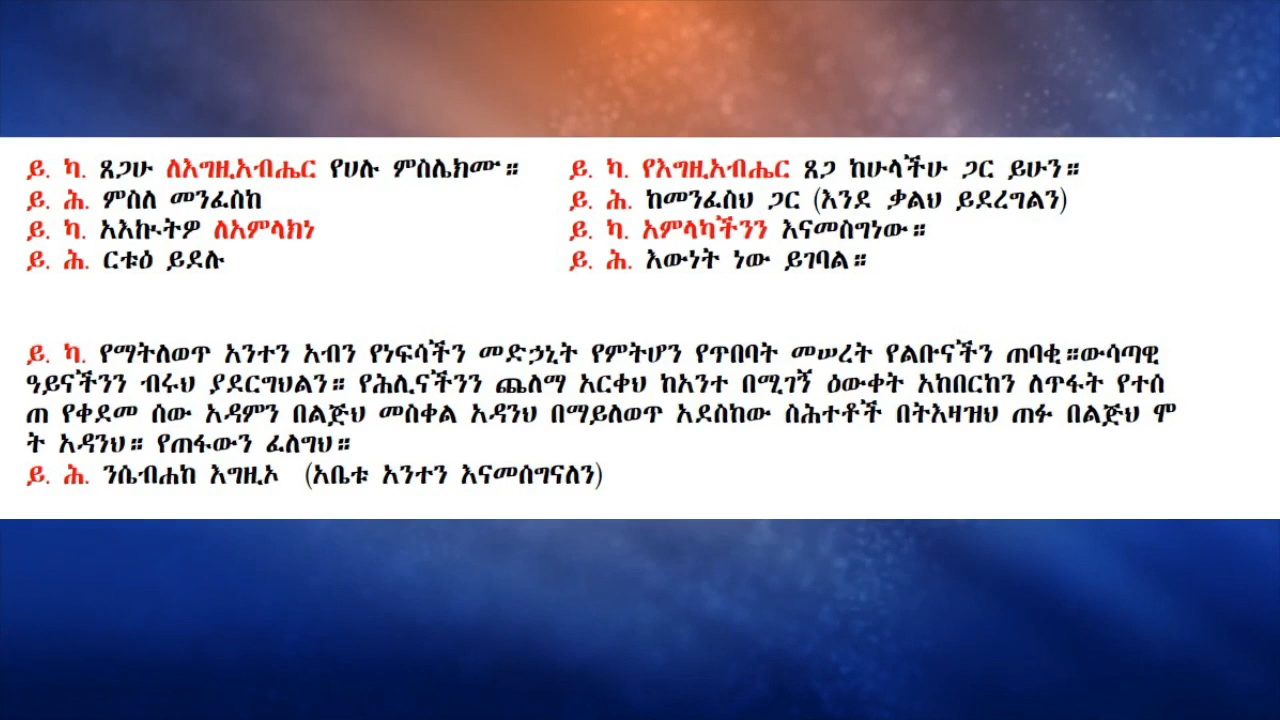 ይ. ካ. ጸጋሁ ለእግዚአብሔር የሀሉ ምስሌክሙ።
ይ. ሕ. ምስለ መንፈስከ
ይ. ካ. አእኩትዎ ለአምላክነ
ይ. ሕ. ርቱዕ ይደሉ
ይ. ካ. የእግዚአብሔር ጸጋ ከሁላችሁ ጋር ይሁን።
ይ. ሕ. ከመንፈስህ ጋር (እንደ ቃልህ ይደረግልን)
ይ. ካ. አምላካችንን እናመስግነው።
ይ. ሕ. እውነት ነው ይገባል።
ይ. ካ. የማትለወጥ አንተን አብን የነፍሳችን መድኃኒት የምትሆን የጥበባት መሠረት የልቡናችን ጠባቂ።ውሳጣዊ
ዓይናችንን ብሩህ ያደርግህልን። የሕሊናችንን ጨለማ አርቀህ ከአንተ በሚገኝ ዕውቀት አከበርከን ለጥፋት የተሰ
ጠ የቀደመ ሰው አዳምን በልጅህ መስቀል አዳንህ በማይለወጥ አደስከው ስሕተቶች በትእዛዝህ ጠፉ በልጅህ ሞ
ት አዳንህ። የጠፋውን ፈለግህ።
ይ. ሕ. ንሴብሐከ እግዚኦ (አቤቱ አንተን እናመሰግናለን)